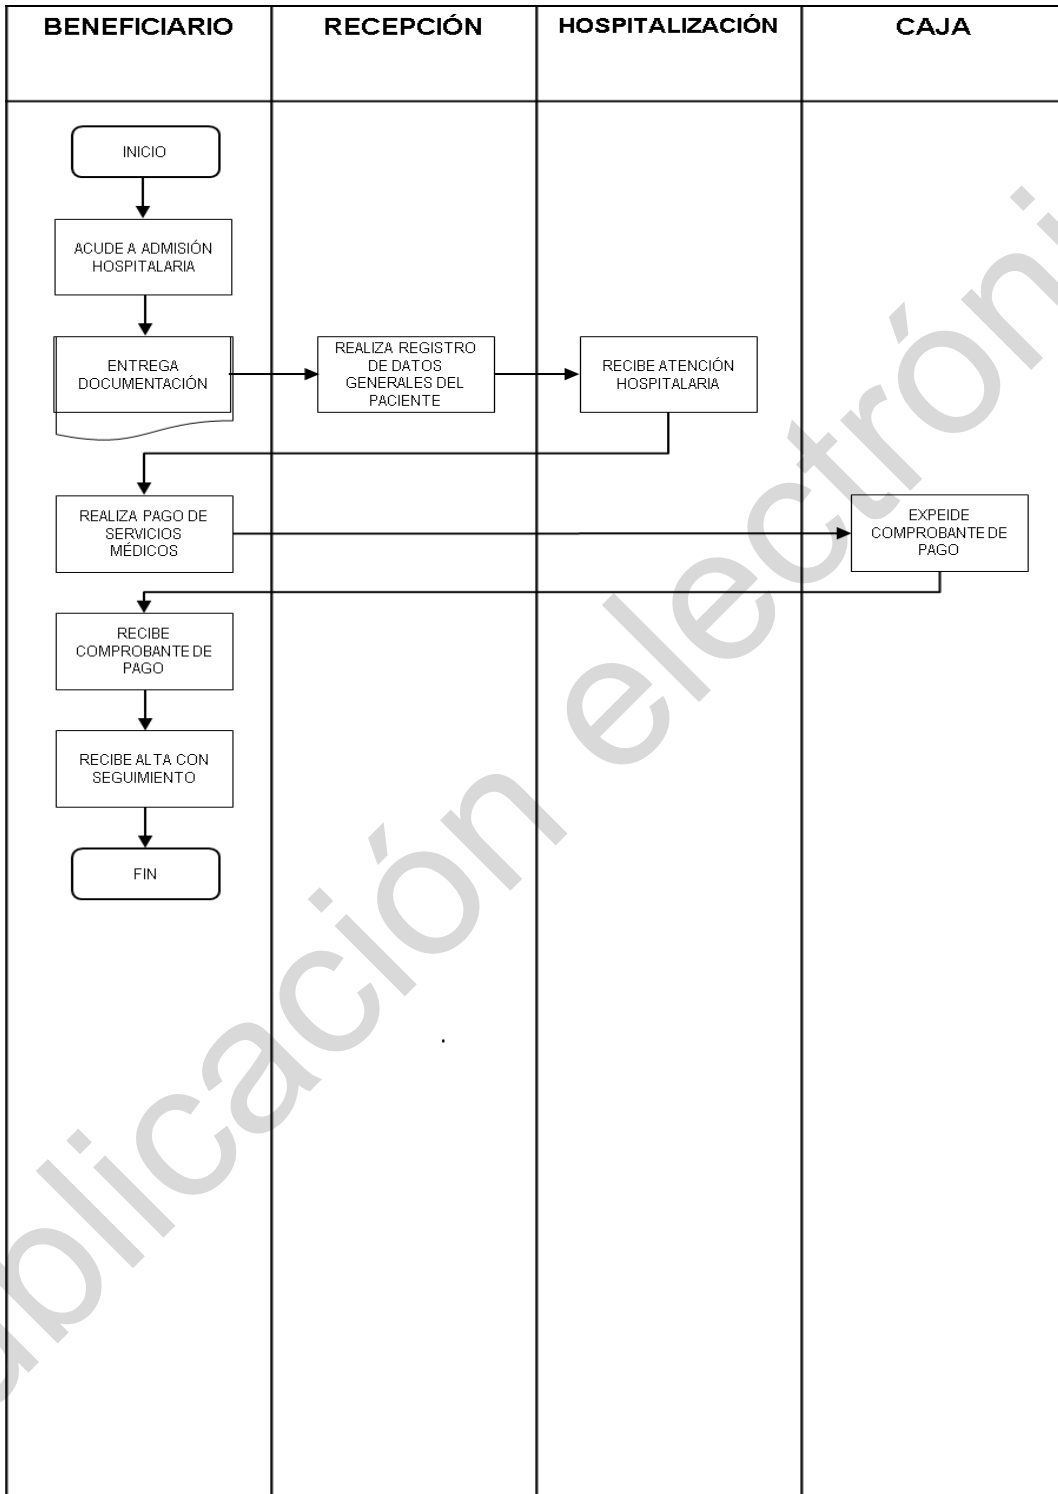 BENEFICIARIO
RECEPCIÓN
HOSPITALIZACIÓN
CAJA
INICIO
ACUDE A ADMISIÓN
HOSPITALARIA
ENTREGA
DOCUMENTACIÓN
REALIZA REGISTRO
DE DATOS
GENERALES DEL
PACIENTE
RECIBE ATENCIÓN
HOSPITALARIA
REALIZA PAGO DE
SERVICIOS
MÉDICOS
EXPEIDE
COMPROBANTE DE
PAGO
RECIBE
COMPROBANTE DE
PAGO
RECIBE ALTA CON
SEGUIMIENTO
FIN
ublicación electróni